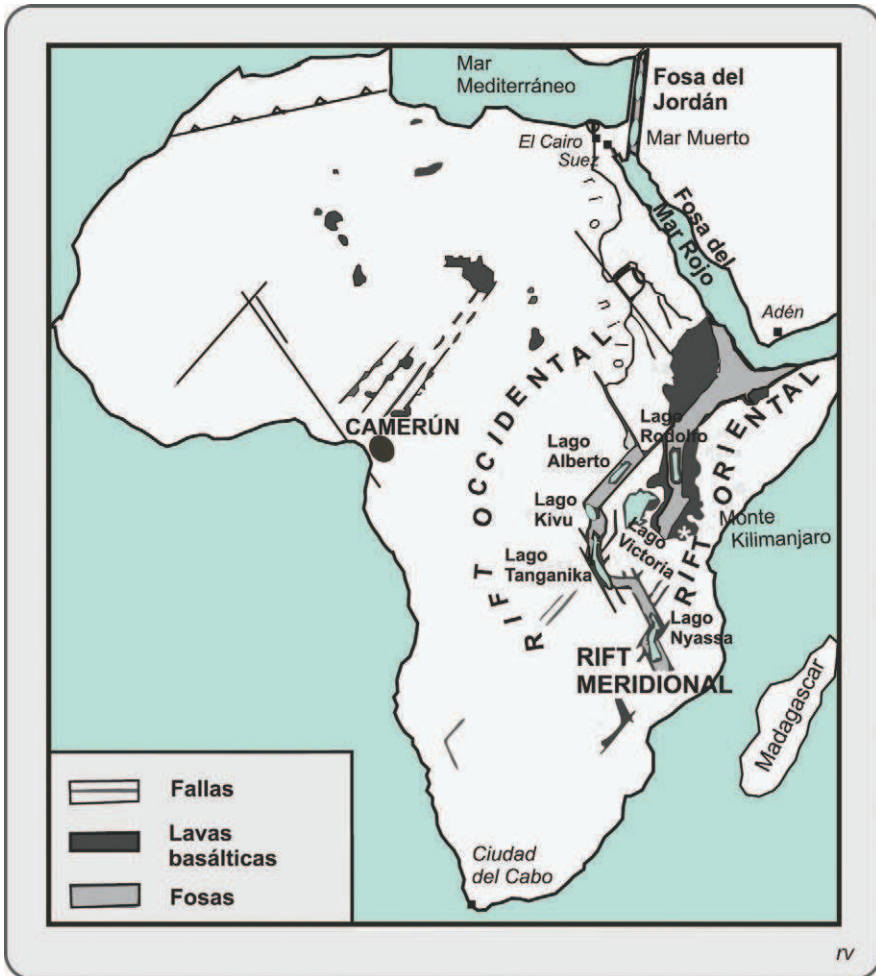 Mar
Mediterráneo
Fosa del
Jordán
Mar Muerto
El Cairo
Suez
río nilo
Fosa del
Mar Rojo
Adén
RIFT OCCIDENTAL
CAMERÚN
Lago
Rodolfo
Lago
Alberto
RIFT ORIENTAL
Lago
Kivu
Lago
Victoria
Monte
Kilimanjaro
Lago
Tanganika
Lago
Nyassa
RIFT
MERIDIONAL
Madagascar
Fallas
Lavas
basálticas
Fosas
Ciudad
del Cabo
rv